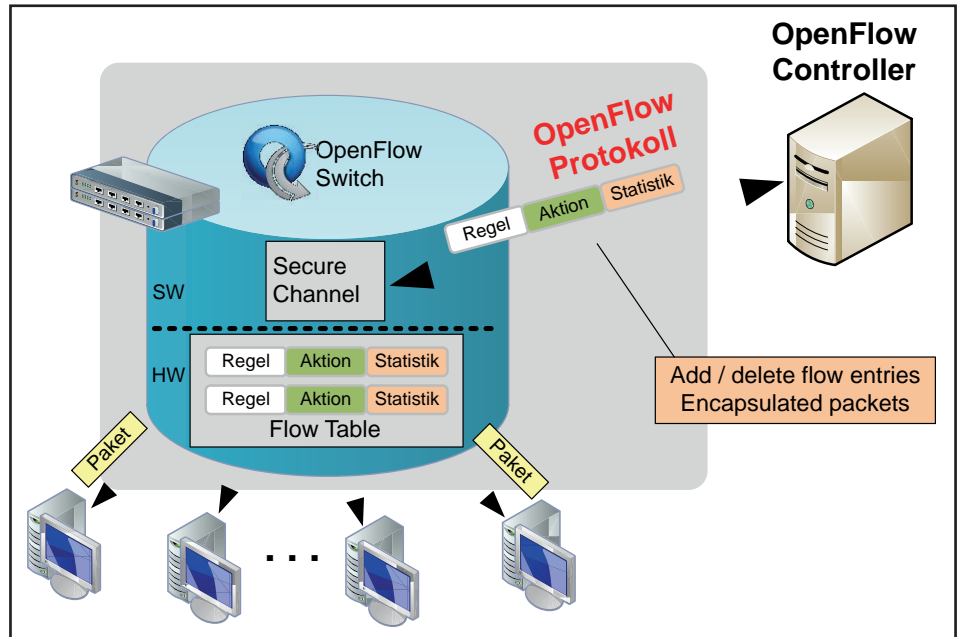 OpenFlow
Controller
OpenFlow
Protokoll
OpenFlow
Switch
Regel Aktion Statistik
Secure
Channel
SW
HW
Regel Aktion Statistik
Regel Aktion Statistik
Flow Table
Add / delete flow entries
Encapsulated packets
Paket
Paket
. . .